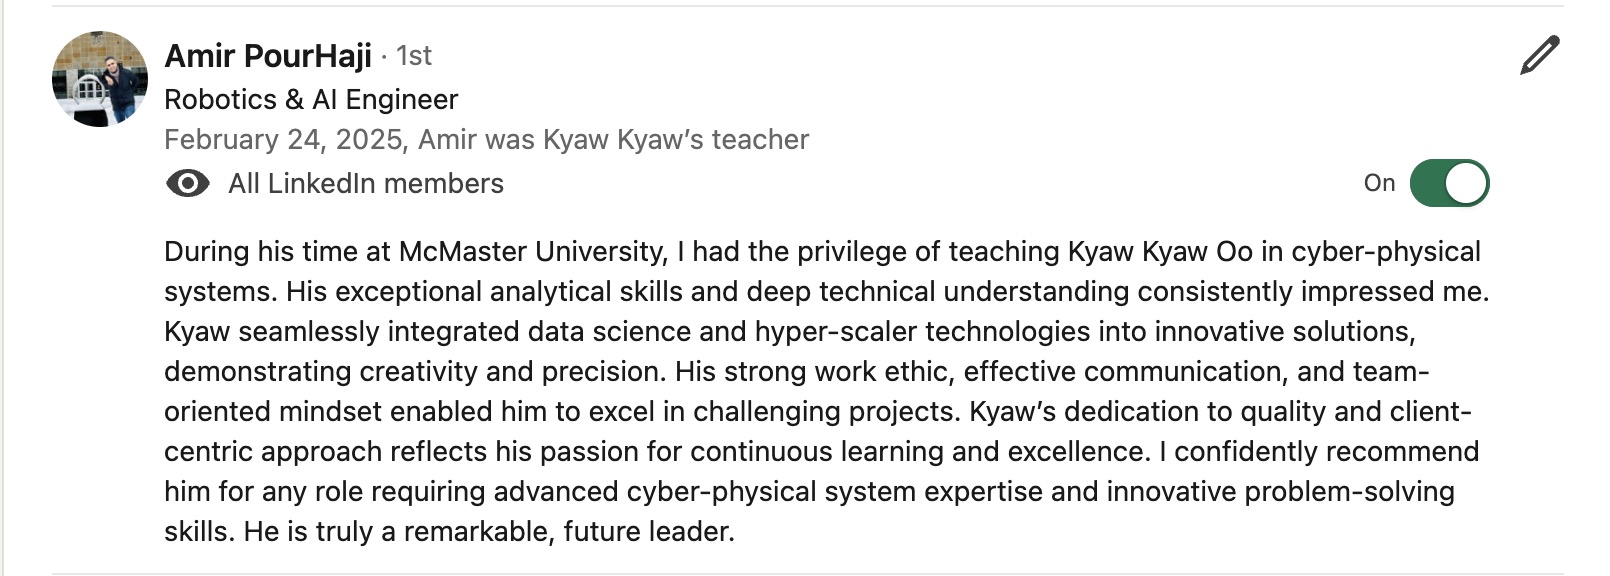 Amir PourHaji · 1st
Robotics & AI Engineer
February 24, 2025, Amir was Kyaw Kyaw’s teacher
All LinkedIn members
On
During his time at McMaster University, I had the privilege of teaching Kyaw Kyaw Oo in cyber-physical
systems. His exceptional analytical skills and deep technical understanding consistently impressed me.
Kyaw seamlessly integrated data science and hyper-scaler technologies into innovative solutions,
demonstrating creativity and precision. His strong work ethic, effective communication, and team-
oriented mindset enabled him to excel in challenging projects. Kyaw’s dedication to quality and client-
centric approach reflects his passion for continuous learning and excellence. I confidently recommend
him for any role requiring advanced cyber-physical system expertise and innovative problem-solving
skills. He is truly a remarkable, future leader.